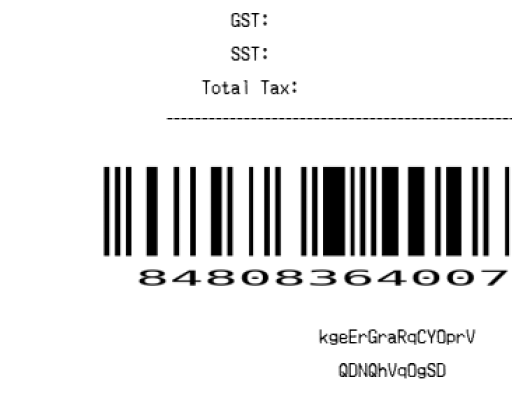 GST:
SST:
Total Tax:
84808364007
kgeErGraRqCYOprV
QDNQhVqOgSD